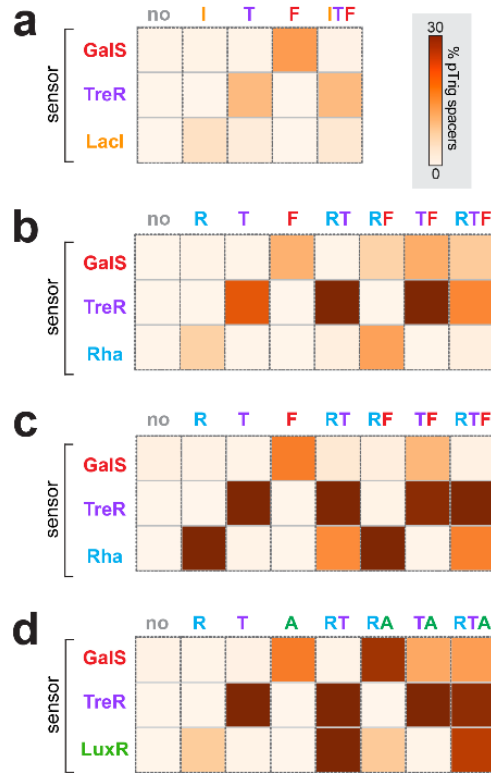 a
no I T F ITF
sensor
GalS
TreR
LacI
30
% pTrig spacers
0
b
no R T F RT RF TF RTF
GalS
TreR
Rha
c
no R T F RT RF TF RTF
sensor
GalS
TreR
Rha
d
no R T A RT RA TA RTA
sensor
GalS
TreR
LuxR